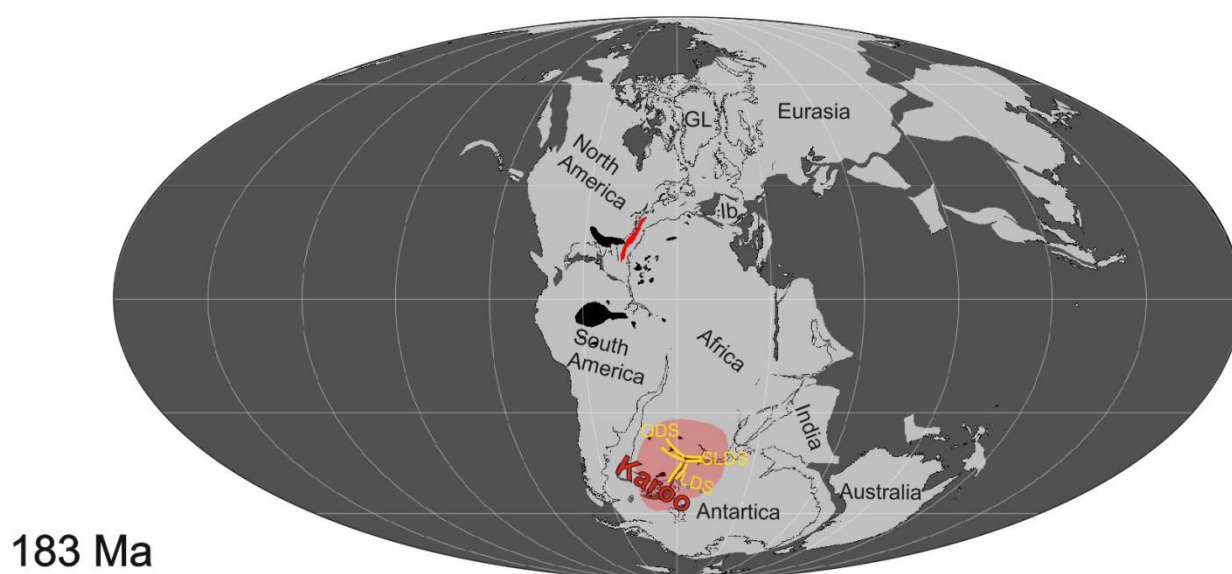 GL
Eurasia
North
America
Ib
South
America
Africa
India
ODS
SLDS
LDS
Karoo
Antartica
Australia
183 Ma